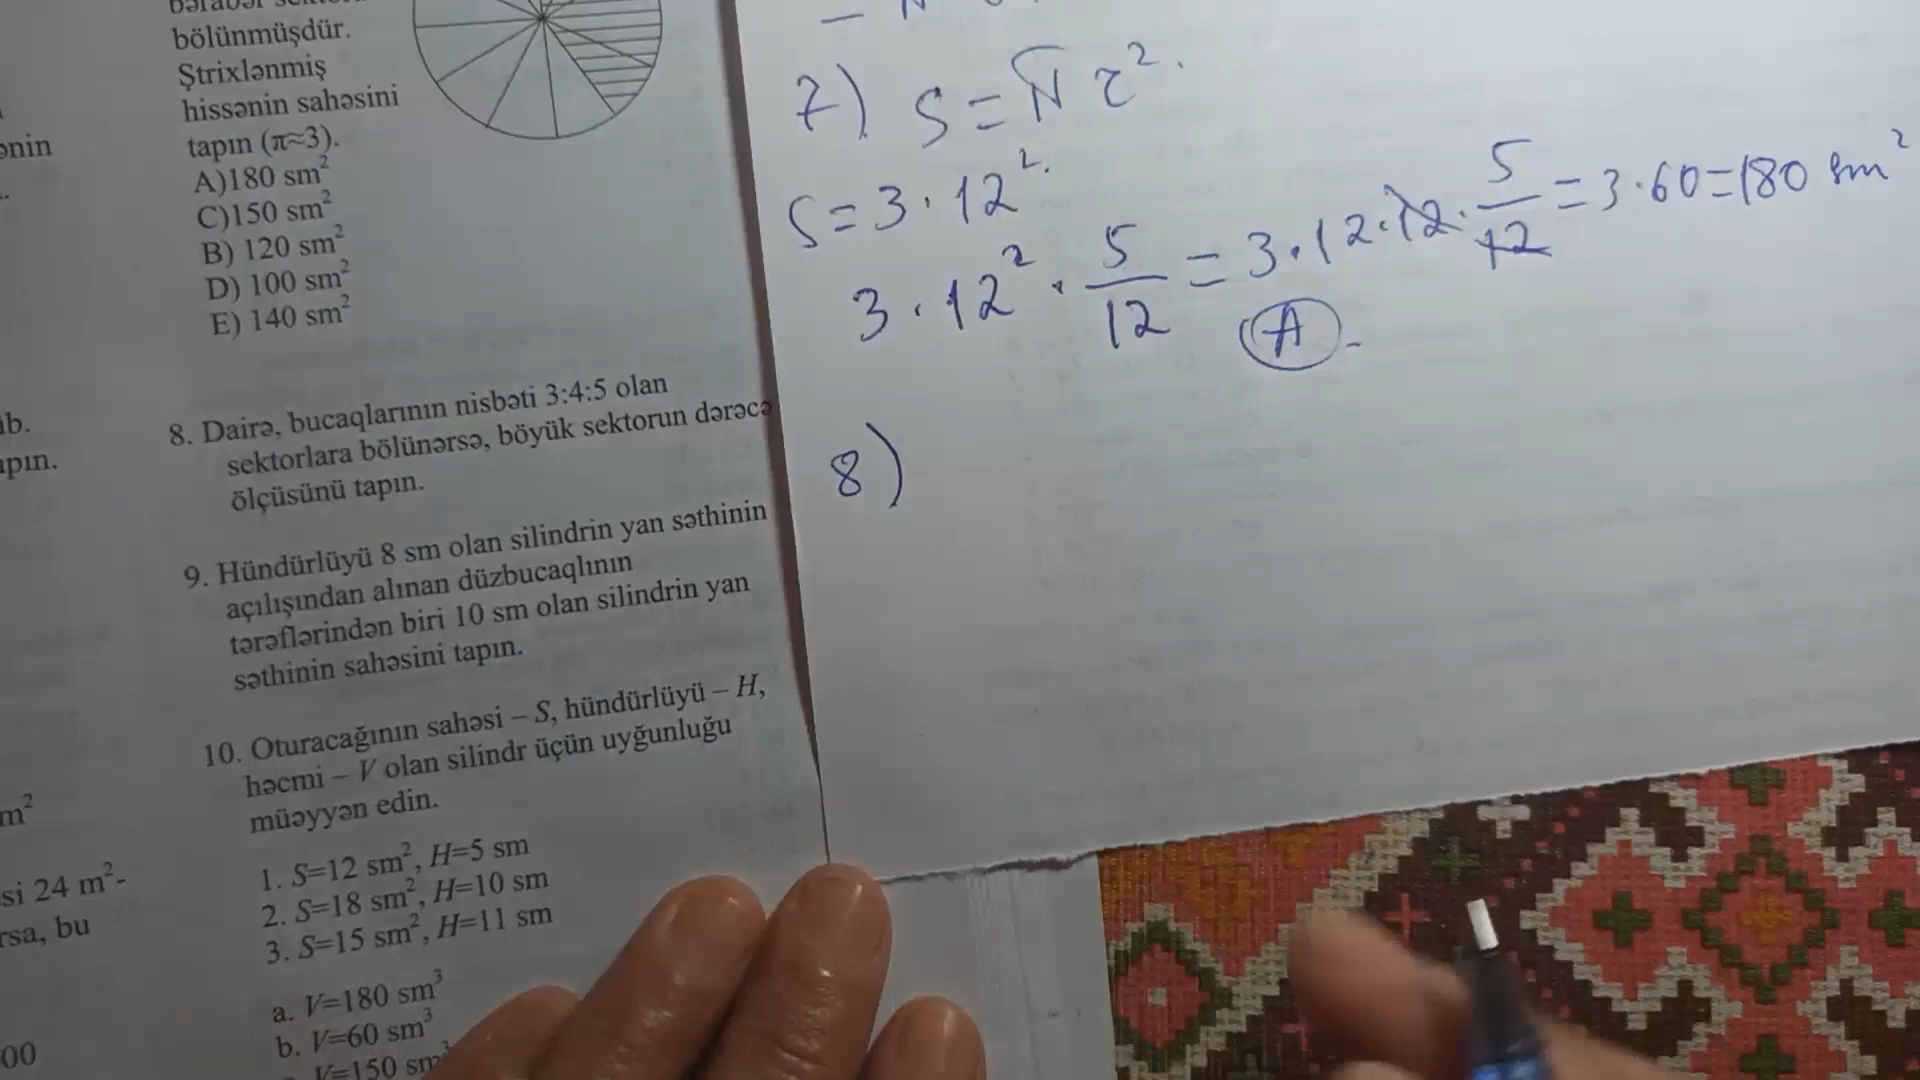 bölünmüşdür.
Ştrixlənmiş
hissənin sahəsini
tapın (π≈3).
A)180 sm²
C)150 sm²
B) 120 sm²
D) 100 sm²
E) 140 sm²
8. Dairə, bucaqlarının nisbəti 3:4:5 olan
sektorlara bölünərsə, böyük sektorun dərəcə
ölçüsünü tapın.
9. Hündürlüyü 8 sm olan silindrin yan səthinin
açılışından alınan düzbucaqlının
tərəflərindən biri 10 sm olan silindrin yan
səthinin sahəsini tapın.
10. Oturacağının sahəsi – S, hündürlüyü – H,
həcmi – V olan silindr üçün uyğunluğu
müəyyən edin.
1. S=12 sm², H=5 sm
2. S=18 sm², H=10 sm
3. S=15 sm², H=11 sm
a. V=180 sm³
b. V=60 sm³
V=150 sm³
m²
si 24 m²-
rsa, bu
00
7) S=πr².
S=3·12².
3·12²·5/12=3·12·12·5/12=3·60=180 sm²
A
8)